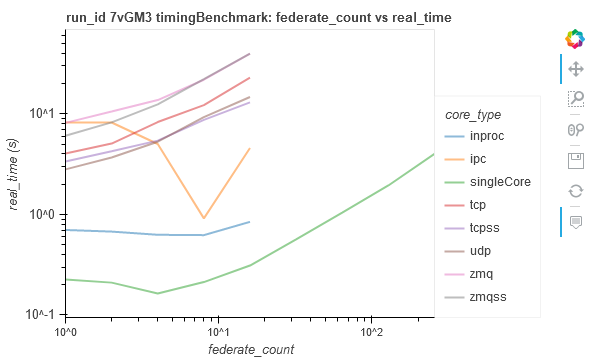 run_id 7vGM3 timingBenchmark: federate_count vs real_time
real_time (s)
10^1
10^0
10^-1
10^0
10^1
10^2
federate_count
core_type
inproc
ipc
singleCore
tcp
tcpss
udp
zmq
zmqss